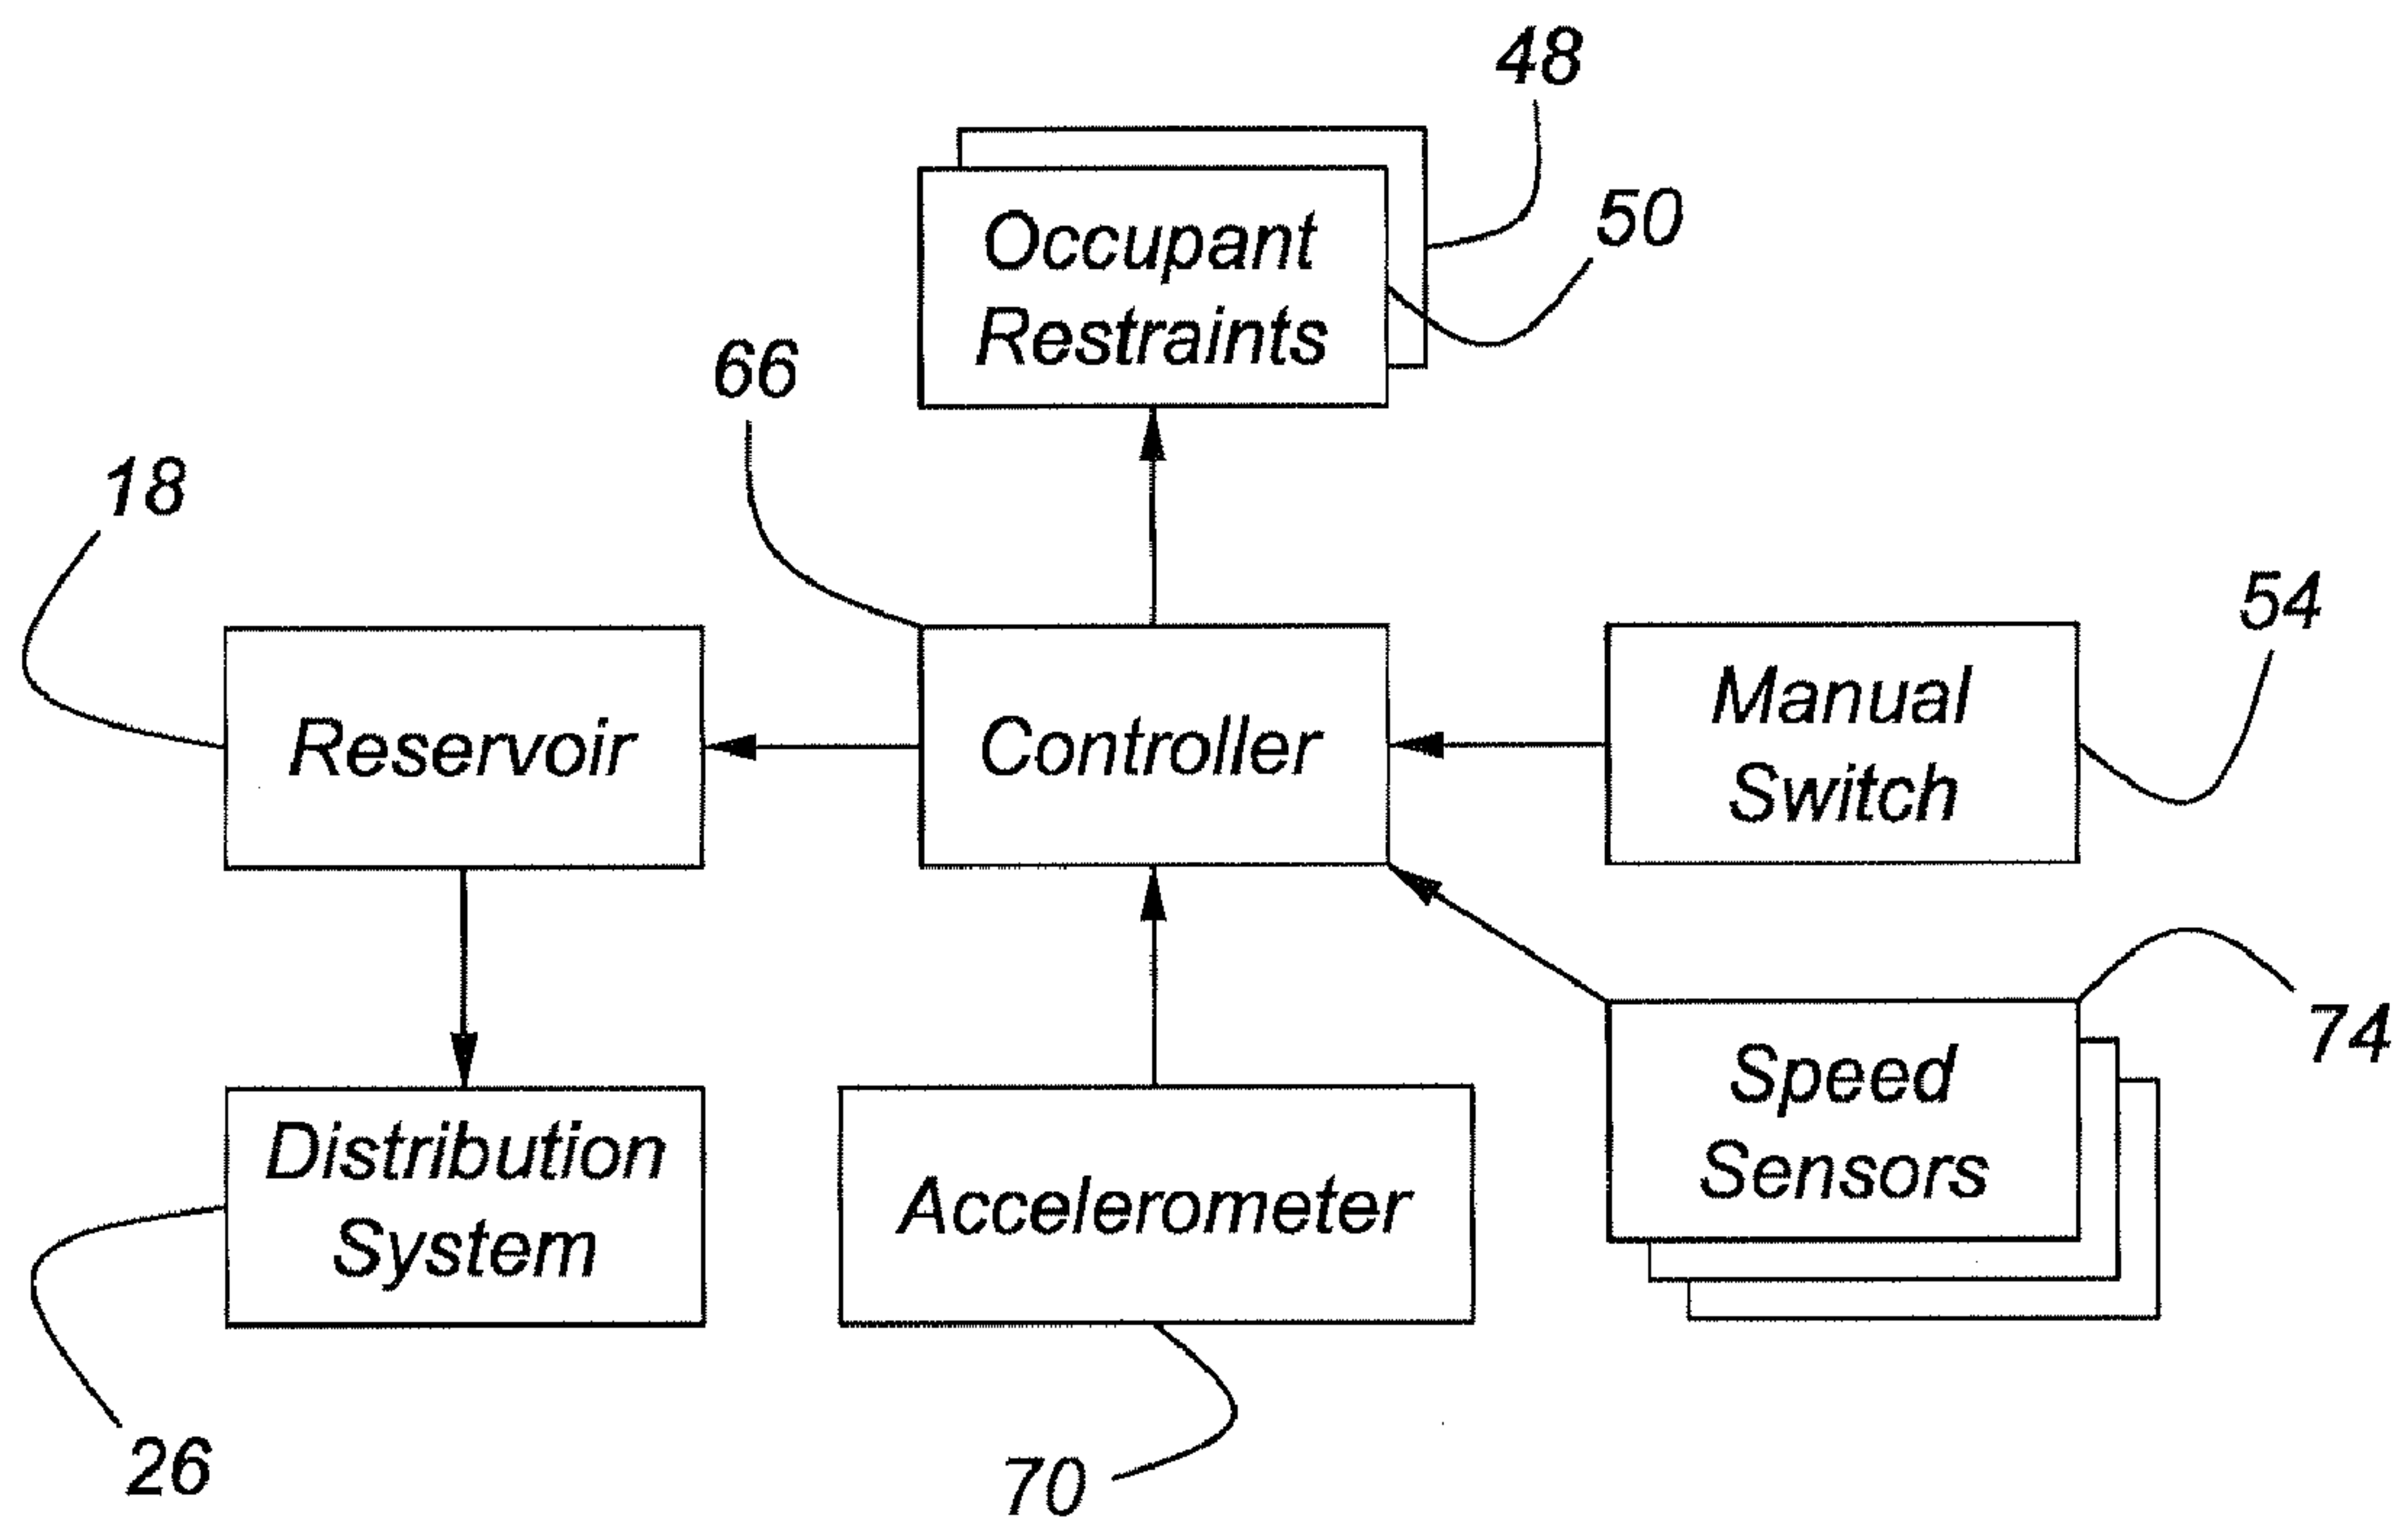 48
Occupant
Restraints
50
66
18
Reservoir
Controller
Manual
Switch
54
Distribution
System
26
Accelerometer
70
Speed
Sensors
74